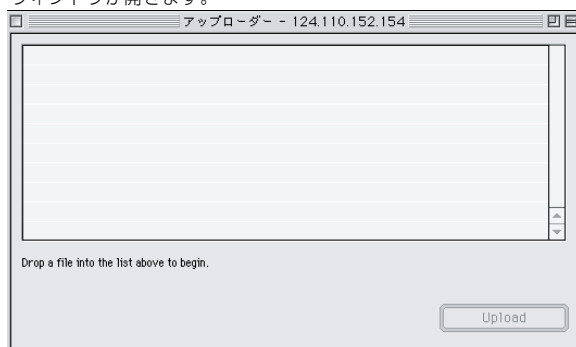 ウィンドウが開きます。
アップローダー - 124.110.152.154
Drop a file into the list above to begin.
Upload